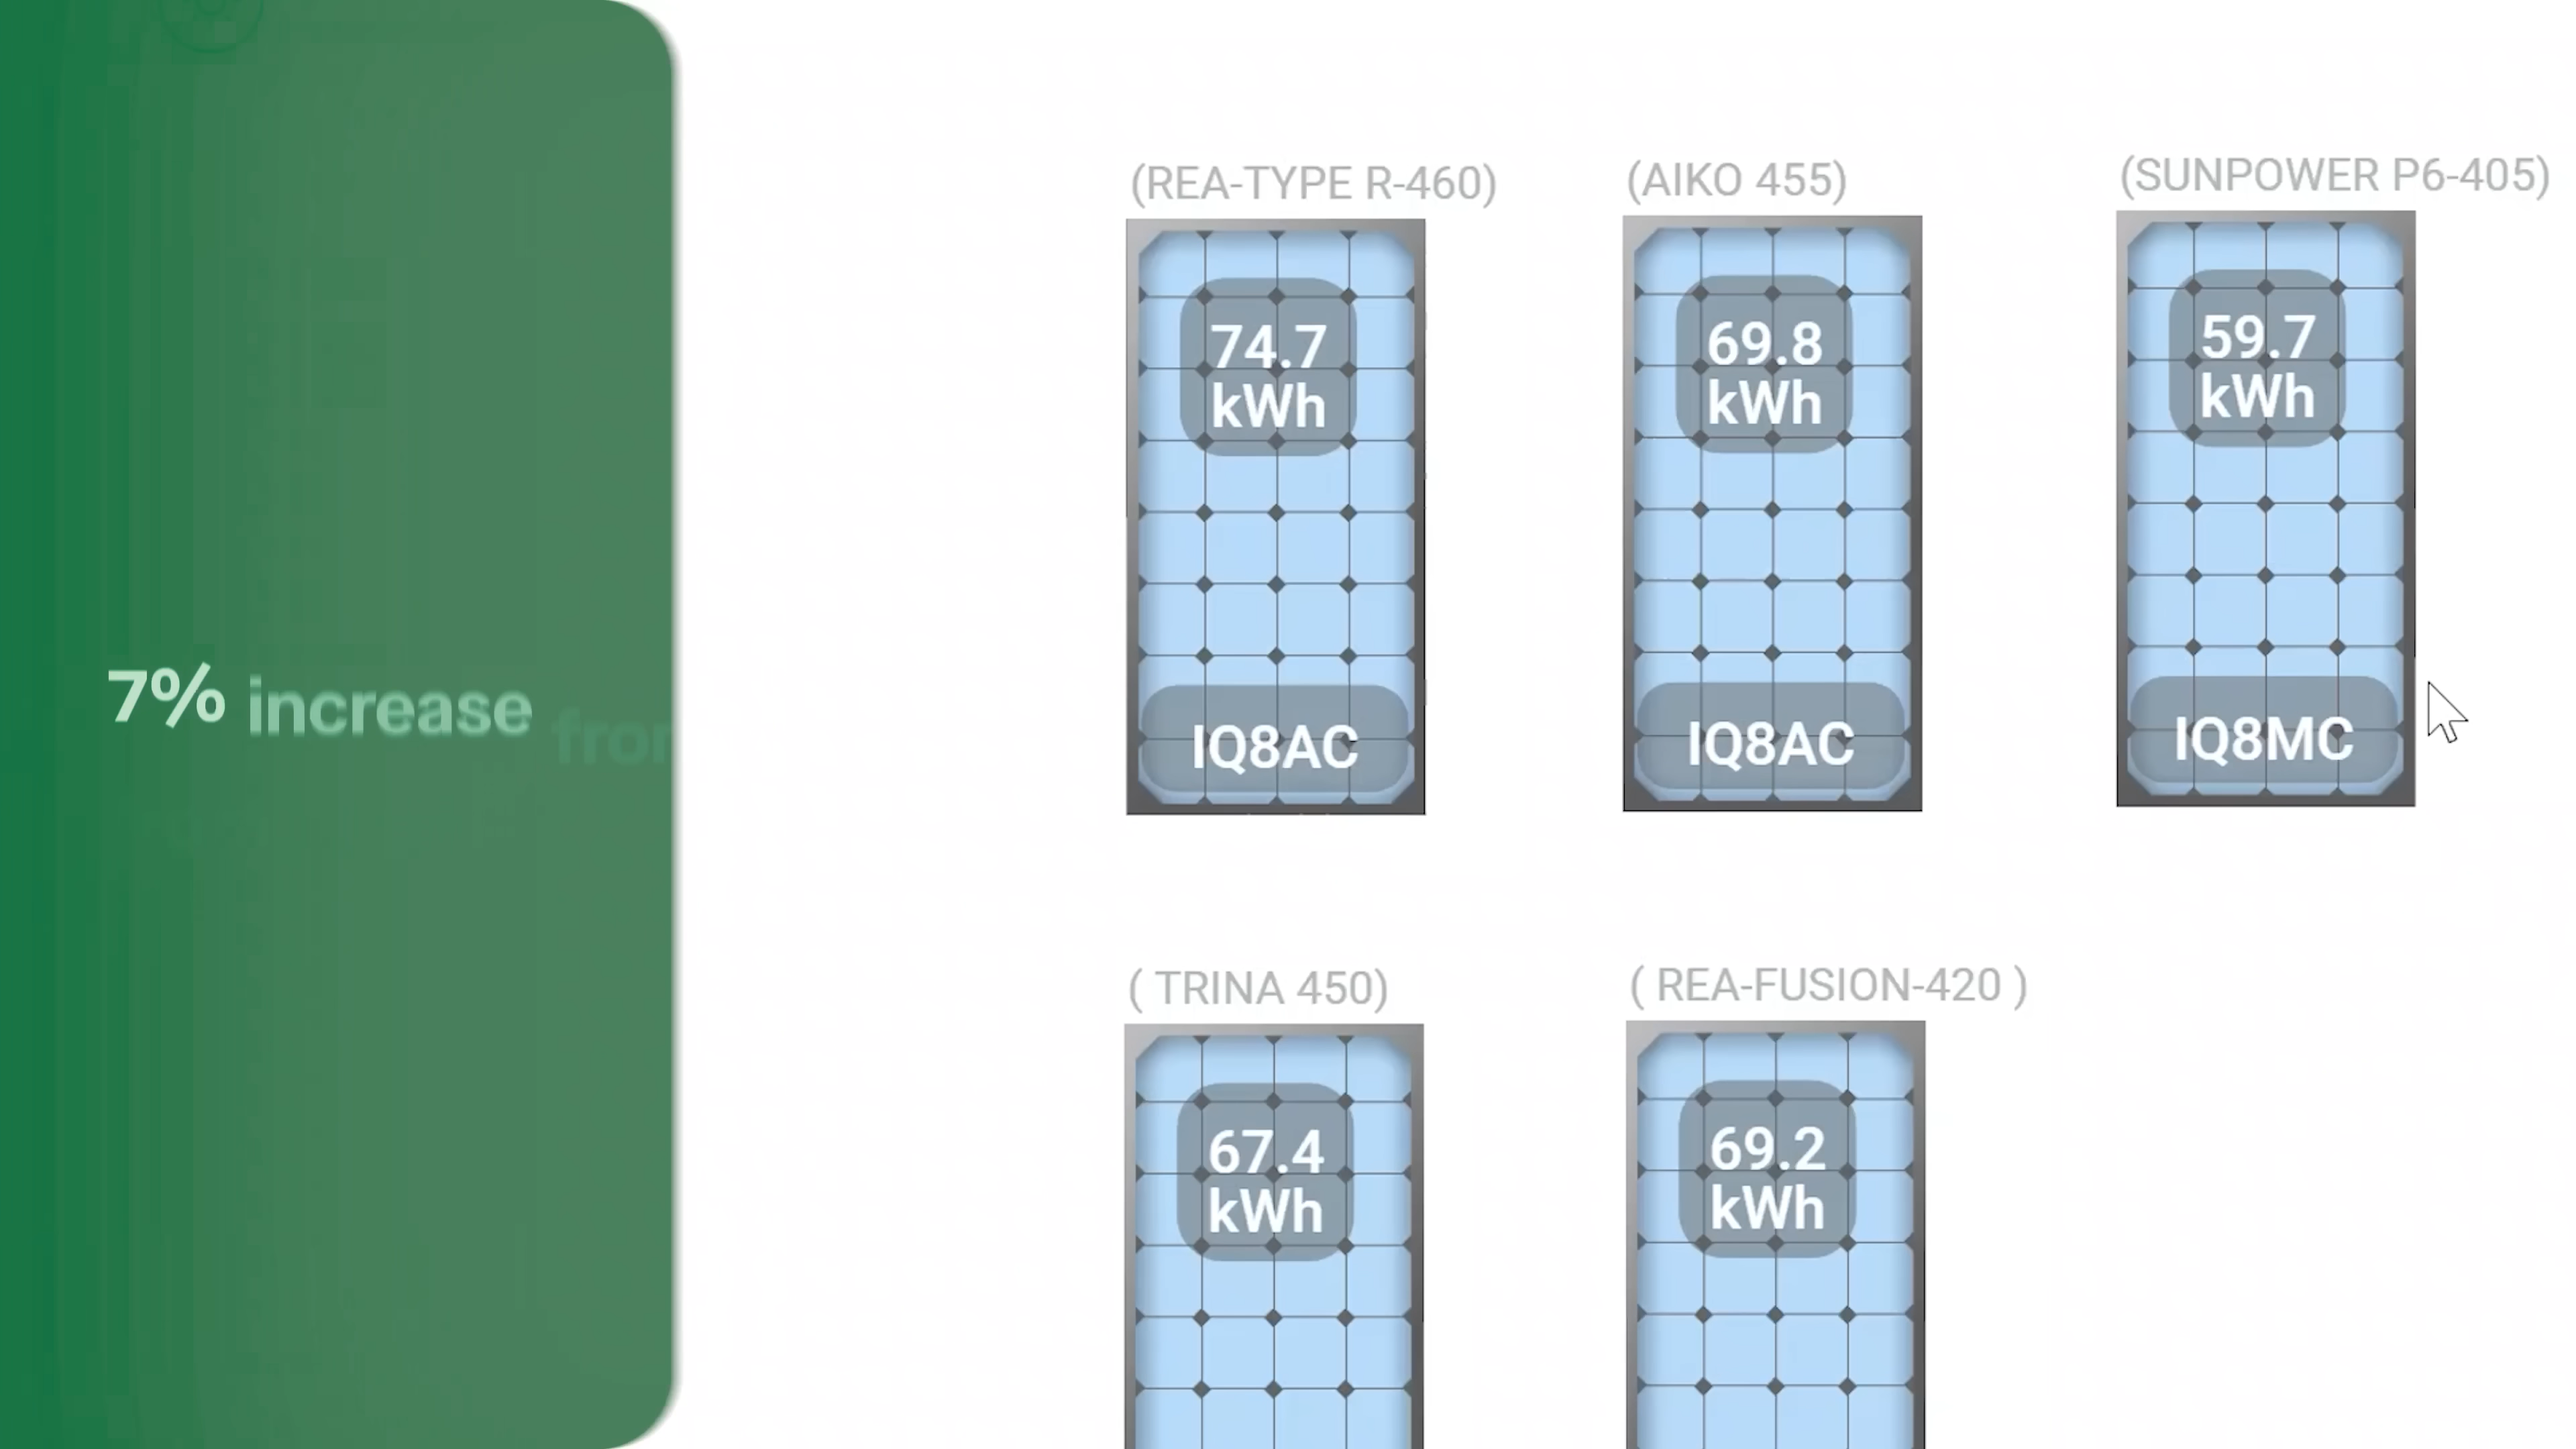 7% increase from
(REA-TYPE R-460)
(AIKO 455)
(SUNPOWER P6-405)
74.7
kWh
69.8
kWh
59.7
kWh
IQ8AC
IQ8AC
IQ8MC
( TRINA 450)
( REA-FUSION-420 )
67.4
kWh
69.2
kWh